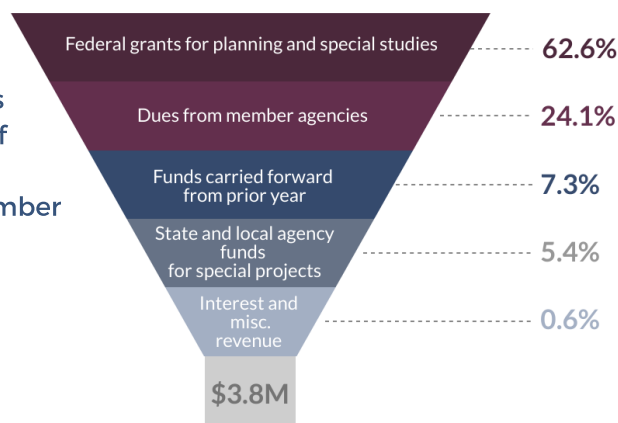 Federal grants for planning and special studies
62.6%
Dues from member agencies
24.1%
Funds carried forward
from prior year
7.3%
State and local agency
funds
for special projects
5.4%
Interest and
misc.
revenue
0.6%
$3.8M